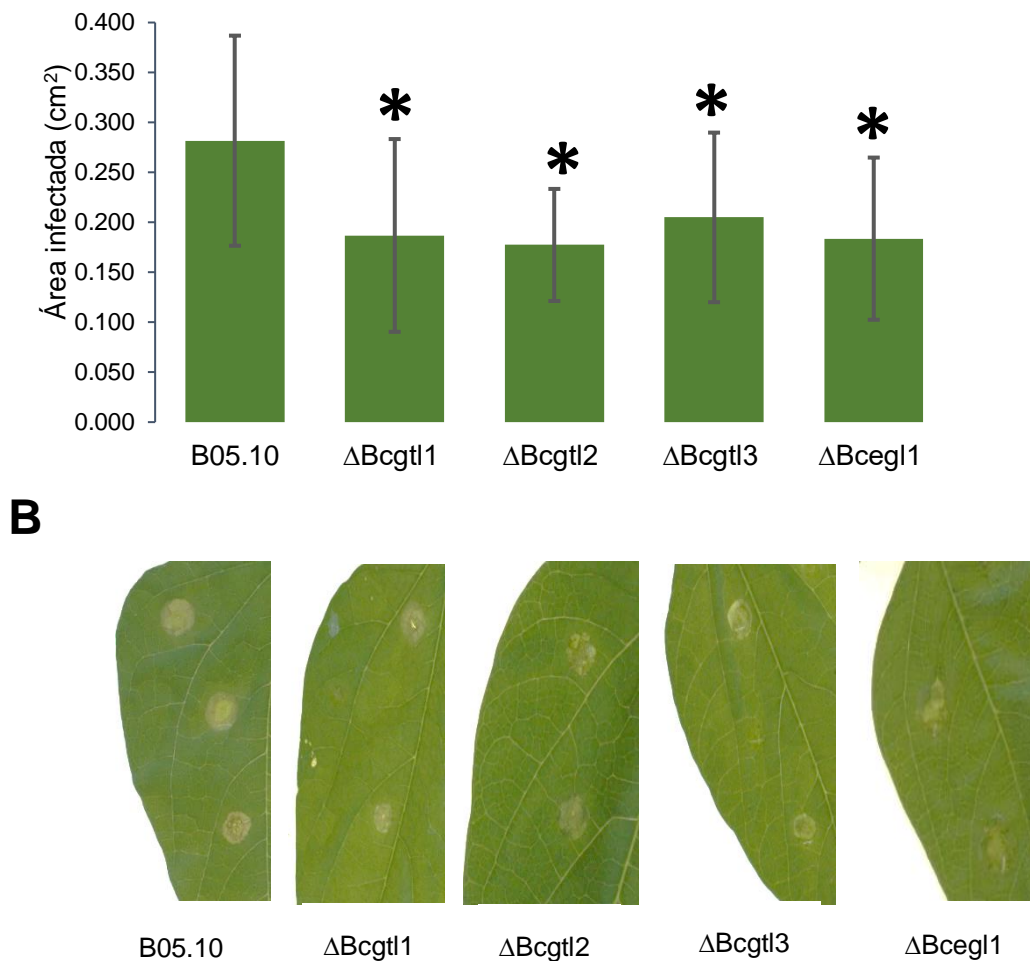 0.400
0.350
0.300
0.250
0.200
0.150
0.100
0.050
0.000
Área infectada (cm²)
* * * *
B05.10 ΔBcgtl1 ΔBcgtl2 ΔBcgtl3 ΔBcegl1
B
B05.10 ΔBcgtl1 ΔBcgtl2 ΔBcgtl3 ΔBcegl1